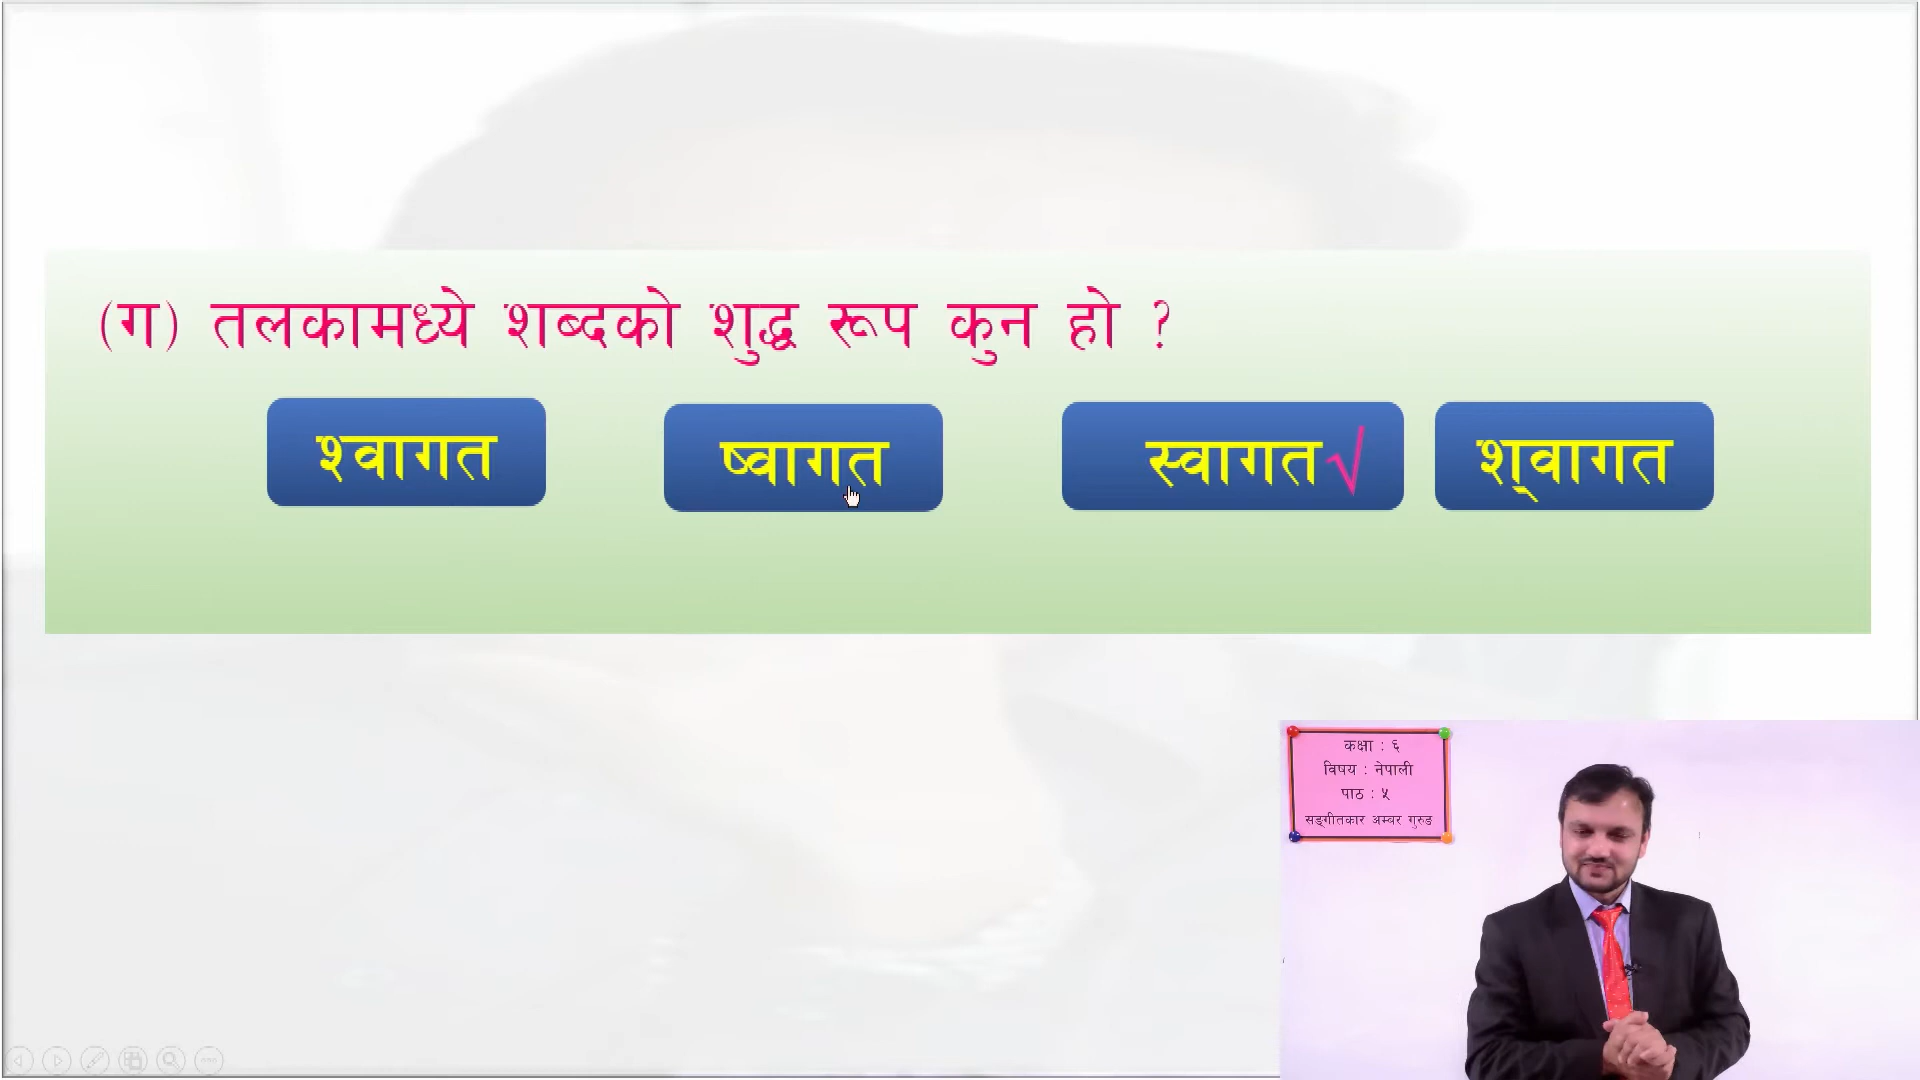 (ग) तलकामध्ये शब्दको शुद्ध रूप कुन हो ?
श्वागत ष्वागत स्वागत√ श्‌वागत
कक्षा : ६
विषय : नेपाली
पाठ : ५
सङ्गीतकार अम्बर गुरुङ